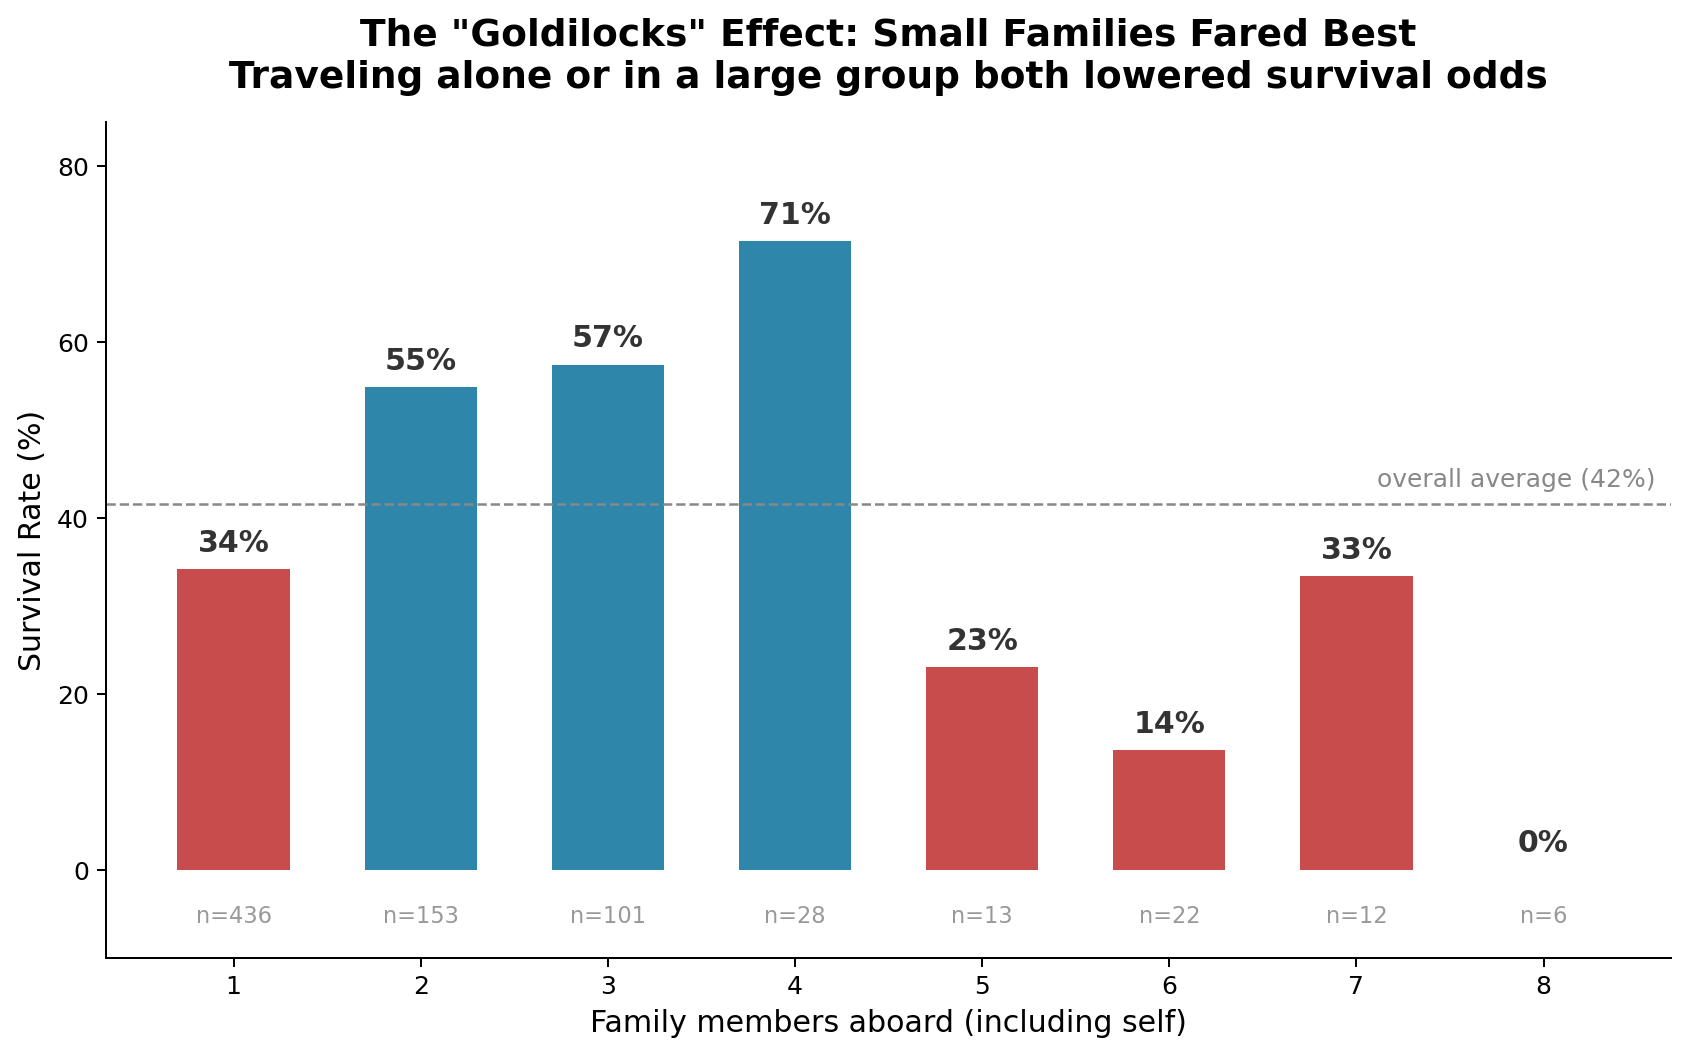 The "Goldilocks" Effect: Small Families Fared Best
Traveling alone or in a large group both lowered survival odds
Survival Rate (%)
80
60
40
20
0
overall average (42%)
34%
55%
57%
71%
23%
14%
33%
0%
n=436
n=153
n=101
n=28
n=13
n=22
n=12
n=6
1
2
3
4
5
6
7
8
Family members aboard (including self)